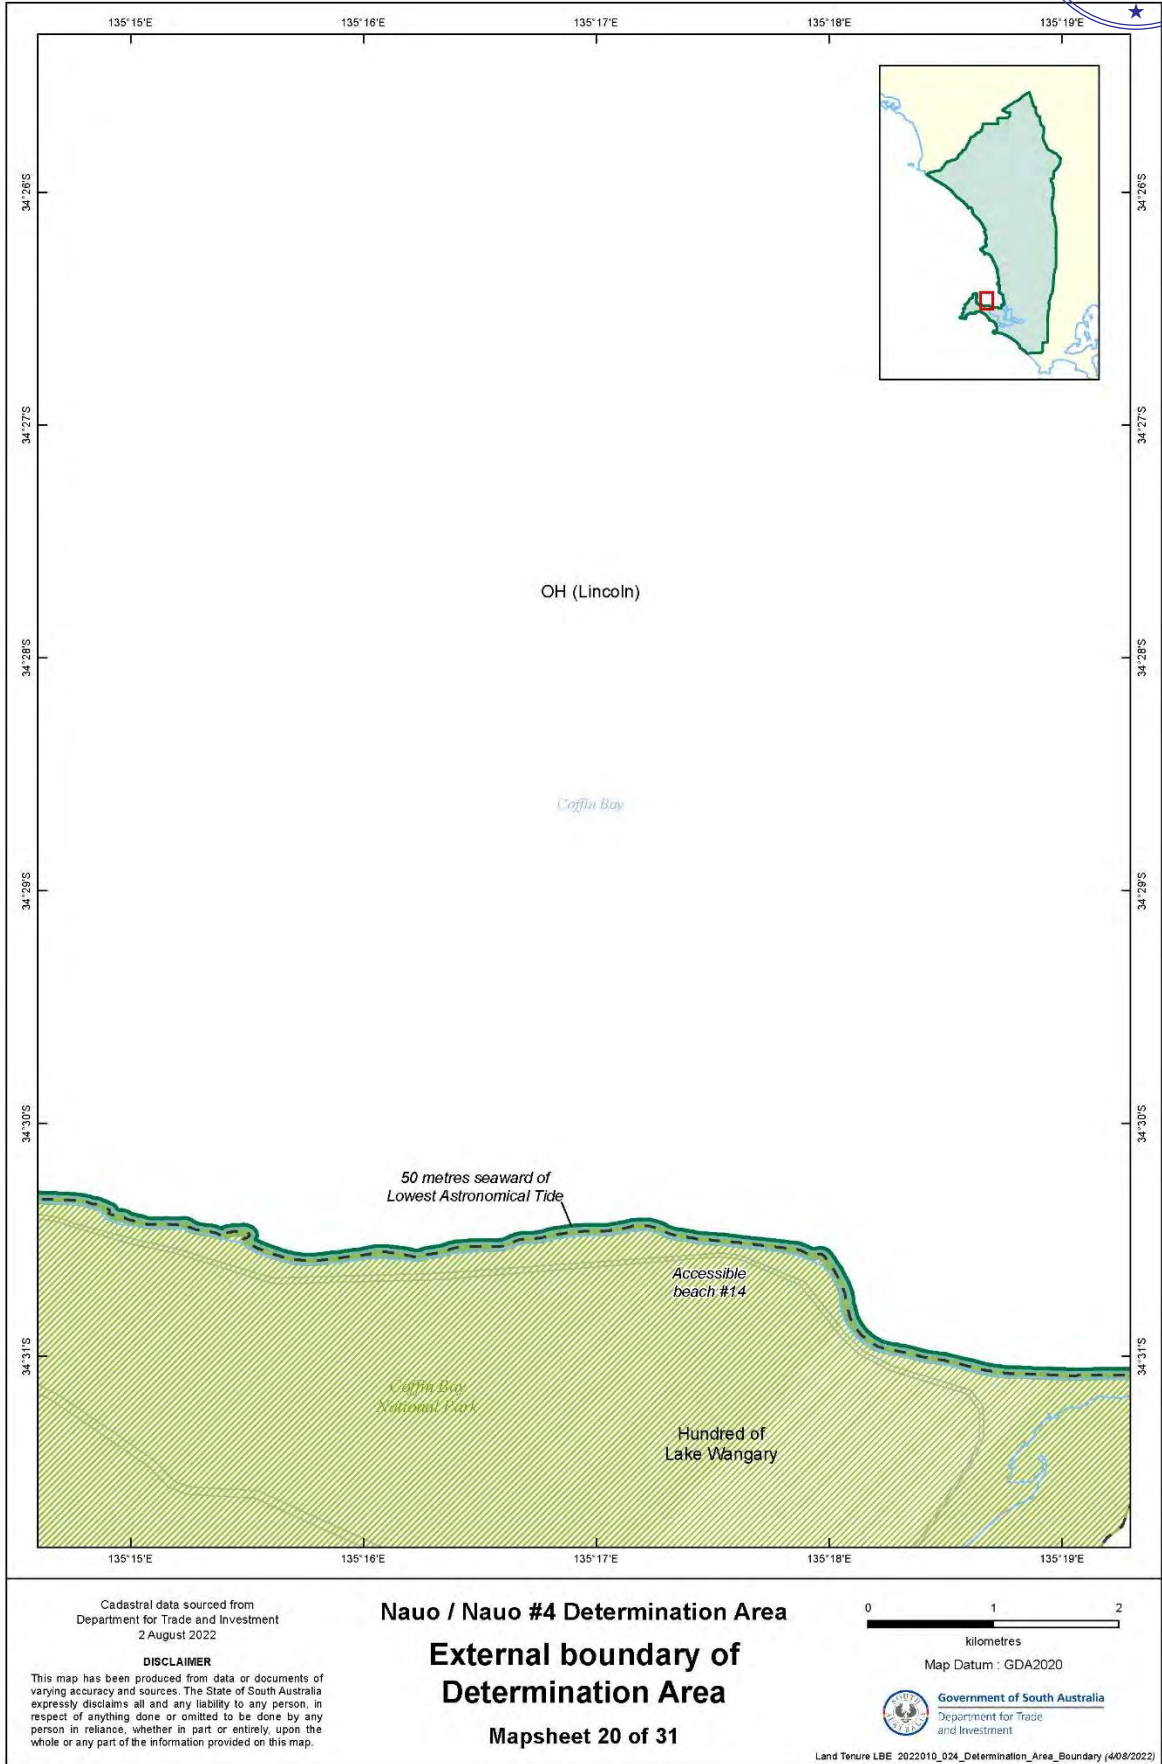 135°15'E
135°16'E
135°17'E
135°18'E
135°19'E
34°26'S
34°26'S
34°27'S
34°27'S
OH (Lincoln)
34°28'S
34°28'S
Coffin Bay
34°29'S
34°29'S
34°30'S
34°30'S
50 metres seaward of
Lowest Astronomical Tide
Accessible
beach #14
34°31'S
34°31'S
Coffin Bay
National Park
Hundred of
Lake Wangary
135°15'E
135°16'E
135°17'E
135°18'E
135°19'E
Cadastral data sourced from
Department for Trade and Investment
2 August 2022
DISCLAIMER
This map has been produced from data or documents of
varying accuracy and sources. The State of South Australia
expressly disclaims all and any liability to any person, in
respect of anything done or omitted to be done by any
person in reliance, whether in part or entirely, upon the
whole or any part of the information provided on this map.
Nauo / Nauo #4 Determination Area
External boundary of
Determination Area
Mapsheet 20 of 31
0 1 2
kilometres
Map Datum : GDA2020
SOUTH
AUSTRALIA
Government of South Australia
Department for Trade
and Investment
Land Tenure LBE 2022010_024_Determination_Area_Boundary (4/08/2022)